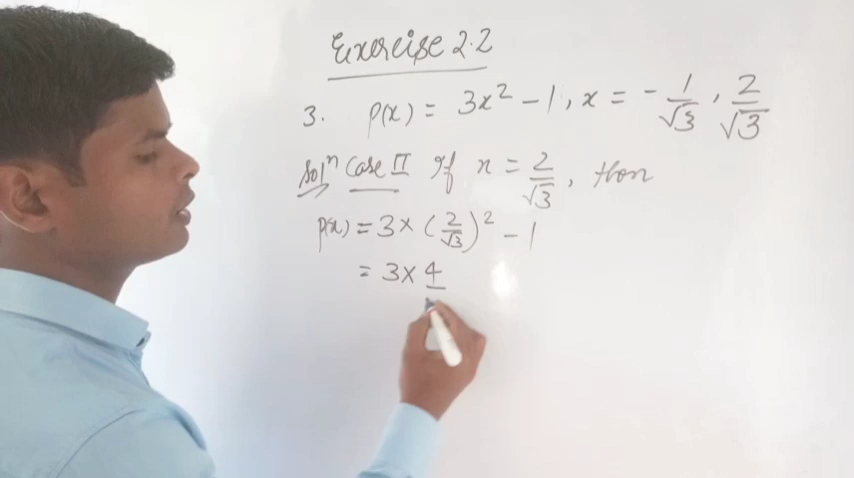 Exercise 2.2
3. P(x) = 3x² - 1, x = - 1/√3, 2/√3
Solⁿ Case II If x = 2/√3, then
p(x) = 3 × (2/√3)² - 1
= 3 × 4